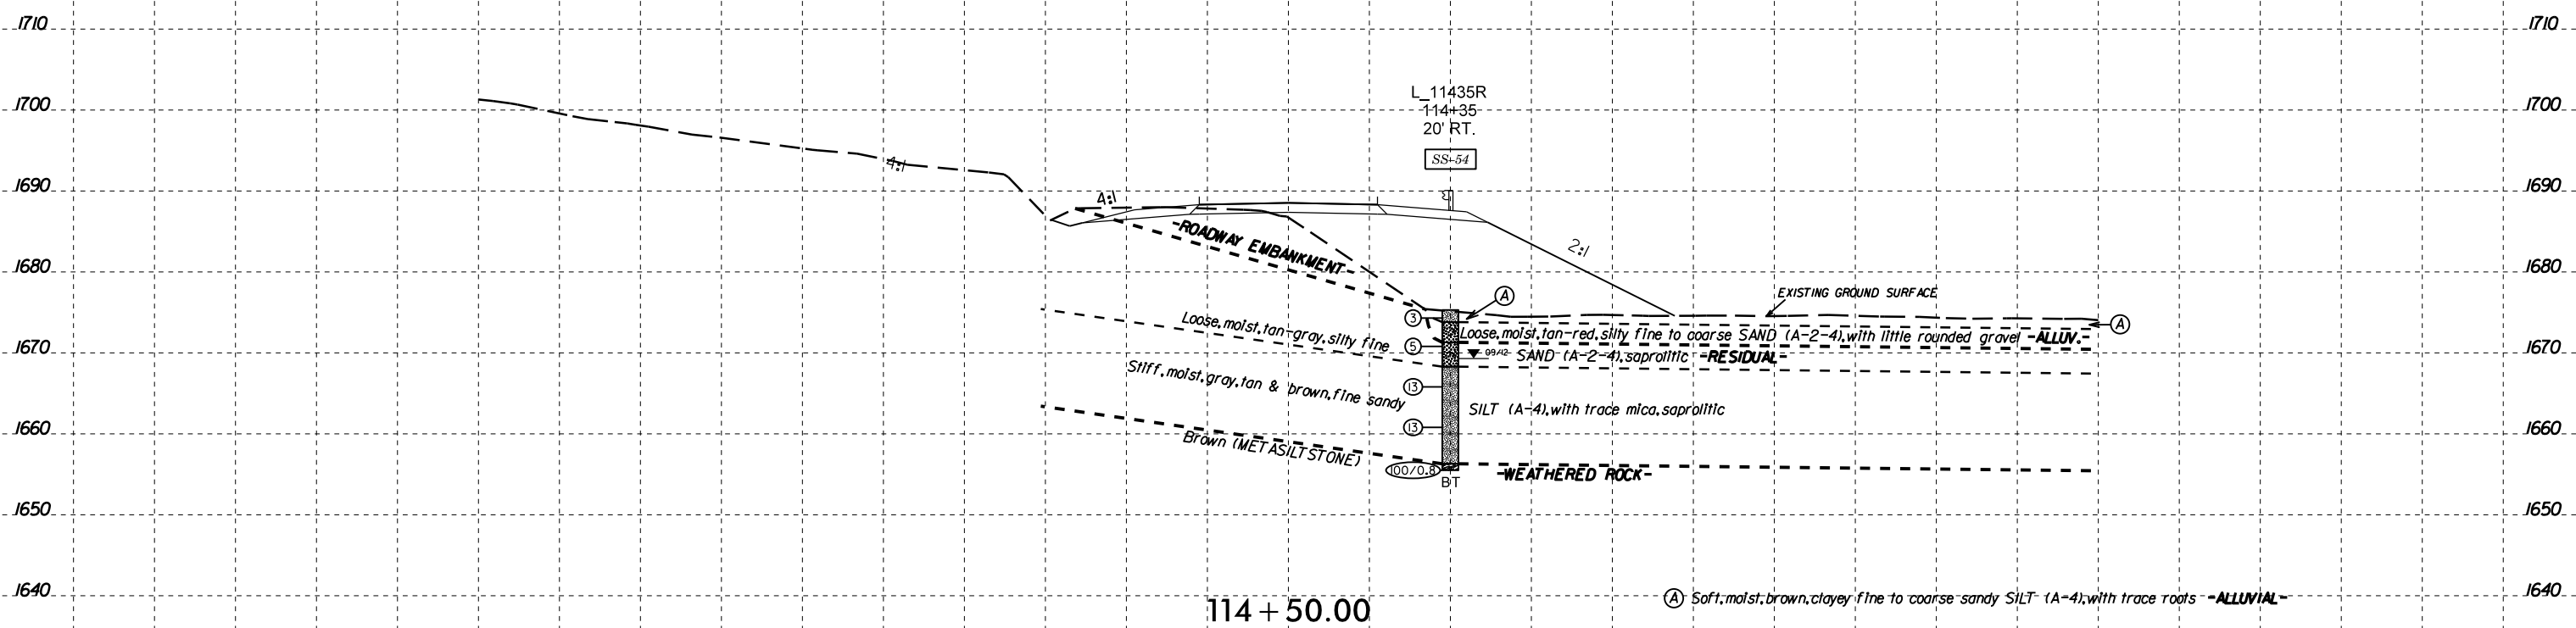 1710 1710
L_11435R
1700 114+35 1700
20' RT.
SS-54
4:1
1690 4:1 1690
-ROADWAY EMBANKMENT-
2:1
1680 1680
EXISTING GROUND SURFACE
A
A
3
Loose,moist,tan-gray,silty fine
Loose,moist,tan-red,silty fine to coarse SAND (A-2-4),with little rounded gravel -ALLUV.-
5
1670 09/12 SAND (A-2-4),saprolitic -RESIDUAL- 1670
Stiff,moist,gray,tan & brown,fine sandy
13
SILT (A-4),with trace mica,saprolitic
13
1660 1660
Brown (METASILTSTONE)
100/0.8
-WEATHERED ROCK-
BT
1650 1650
1640 1640
114+50.00
A Soft,moist,brown,clayey fine to coarse sandy SILT (A-4),with trace roots -ALLUVIAL-